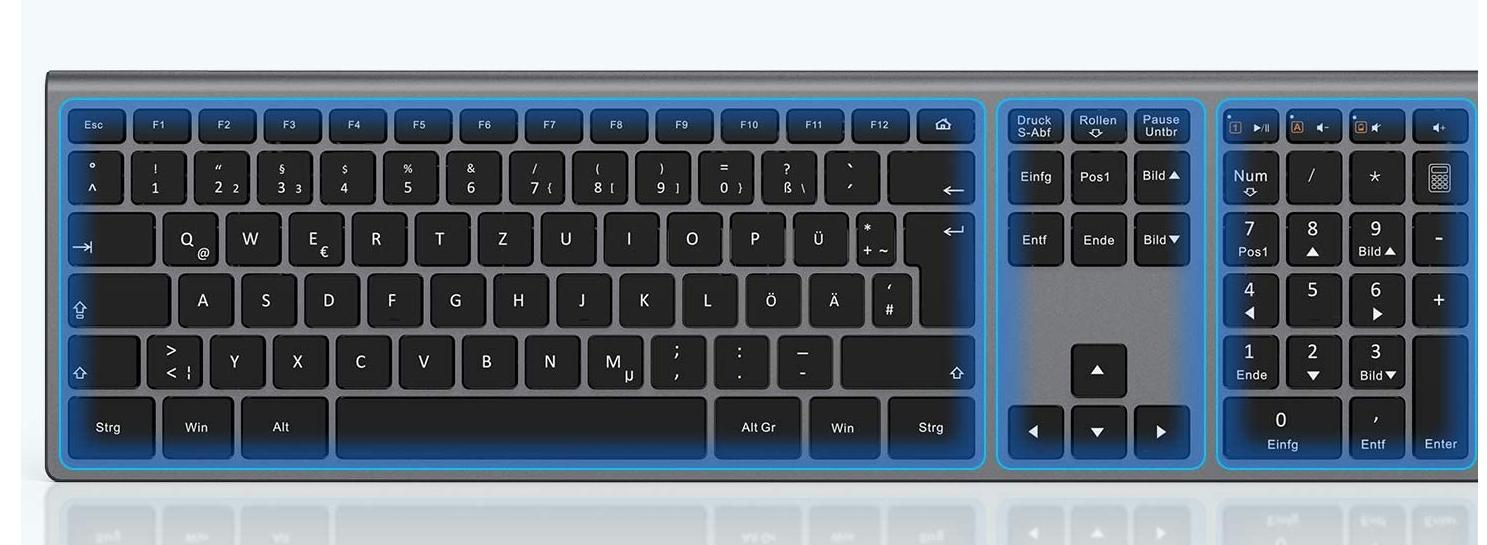 Esc F1 F2 F3 F4 F5 F6 F7 F8 F9 F10 F11 F12
Druck Rollen Pause
S-Abf Untbr
1 A
° ! “ § $ % & / ( ) = ? `
^ 1 2 2 3 3 4 5 6 7 { 8 [ 9 ] 0 } ß \ ´
Einfg Pos1 Bild ▲
Num / *
Q @ W E € R T Z U I O P Ü * + ~
Entf Ende Bild ▼
7 8 9 -
Pos1 ▲ Bild ▲
A S D F G H J K L Ö Ä ‘ #
4 5 6 +
◀ ▶
> < ¦ Y X C V B N M µ ; , : . – -
▲
1 2 3
Ende ▼ Bild ▼
Strg Win Alt Alt Gr Win Strg
◀ ▼ ▶
0 ,
Einfg Entf Enter